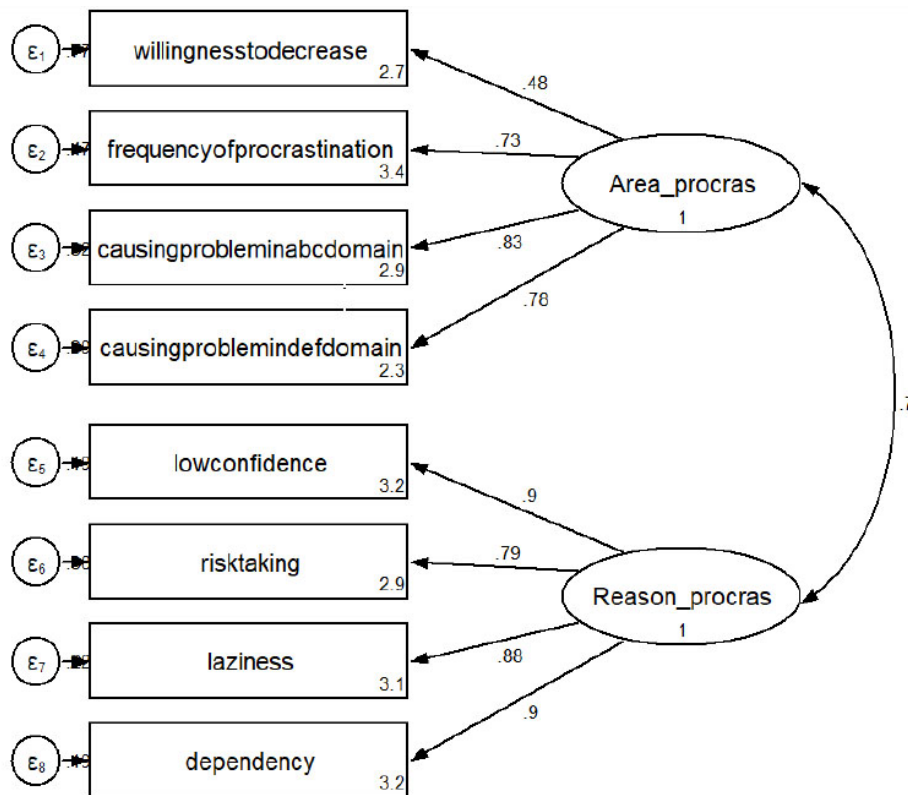 ε1
willingnesstodecrease
2.7
.48
ε2
frequencyofprocrastination
3.4
.73
Area_procras
1
ε3
causingprobleminabcdomain
2.9
.83
ε4
causingproblemindefdomain
2.3
.78
ε5
lowconfidence
3.2
.9
ε6
risktaking
2.9
.79
Reason_procras
1
ε7
laziness
3.1
.88
ε8
dependency
3.2
.9